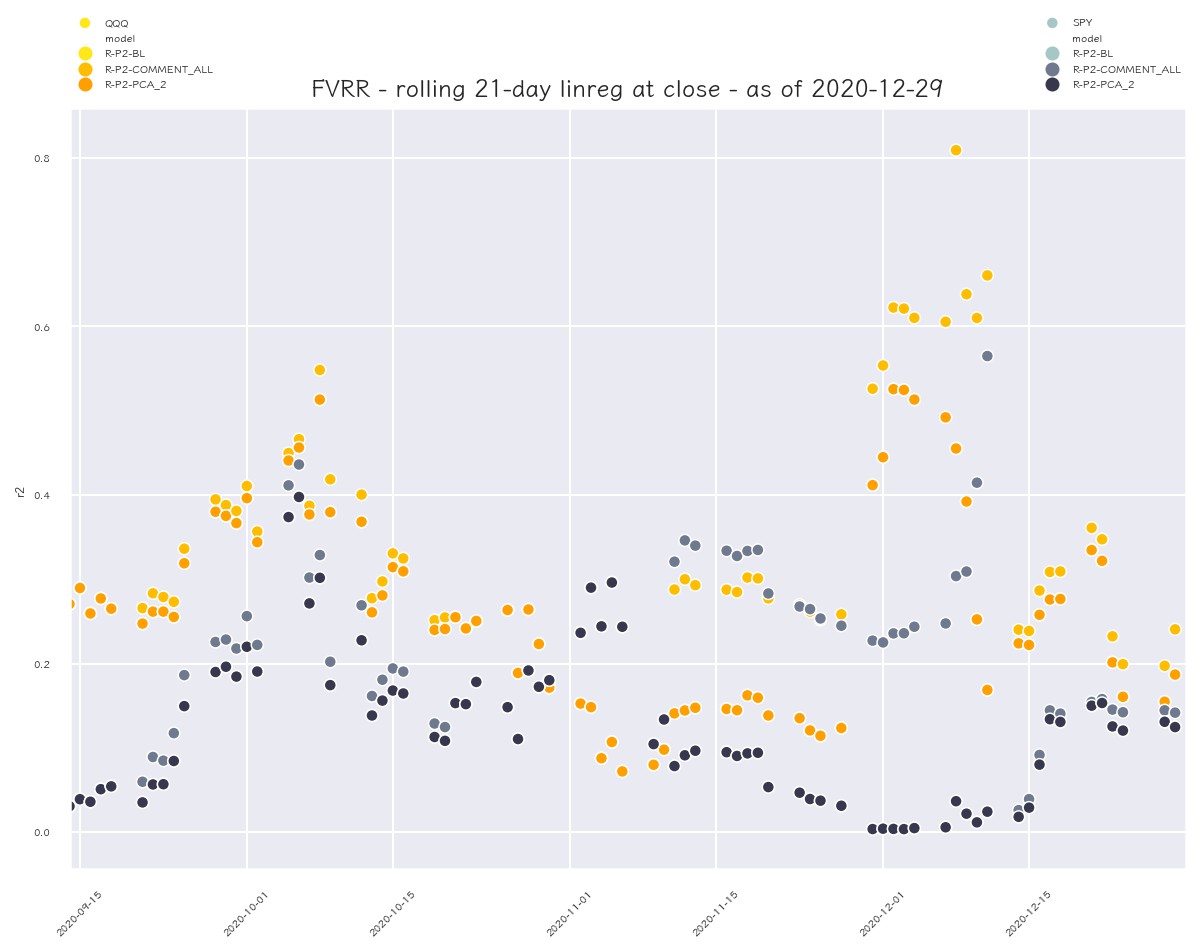 QQQ
model
R-P2-BL
R-P2-COMMENT_ALL
R-P2-PCA_2
SPY
model
R-P2-BL
R-P2-COMMENT_ALL
R-P2-PCA_2
FVRR - rolling 21-day linreg at close - as of 2020-12-29
r2
0.8
0.6
0.4
0.2
0.0
2020-09-15
2020-10-01
2020-10-15
2020-11-01
2020-11-15
2020-12-01
2020-12-15